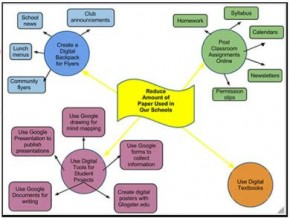 School
news
Club
announcements
Lunch
menus
Create a
Digital
Backpack
for Flyers
Community
flyers
Homework
Syllabus
Calendars
Post
Classroom
Assignments
Online
Newsletters
Permission
slips
Reduce
Amount of
Paper Used in
Our Schools
Use Google
drawing for
mind mapping
Use Google
Presentation to
publish
presentations
Use Google
forms to
collect
information
Use Digital
Tools for
Student
Projects
Use Google
Documents for
writing
Create digital
posters with
Glogster.edu
Use Digital
Textbooks